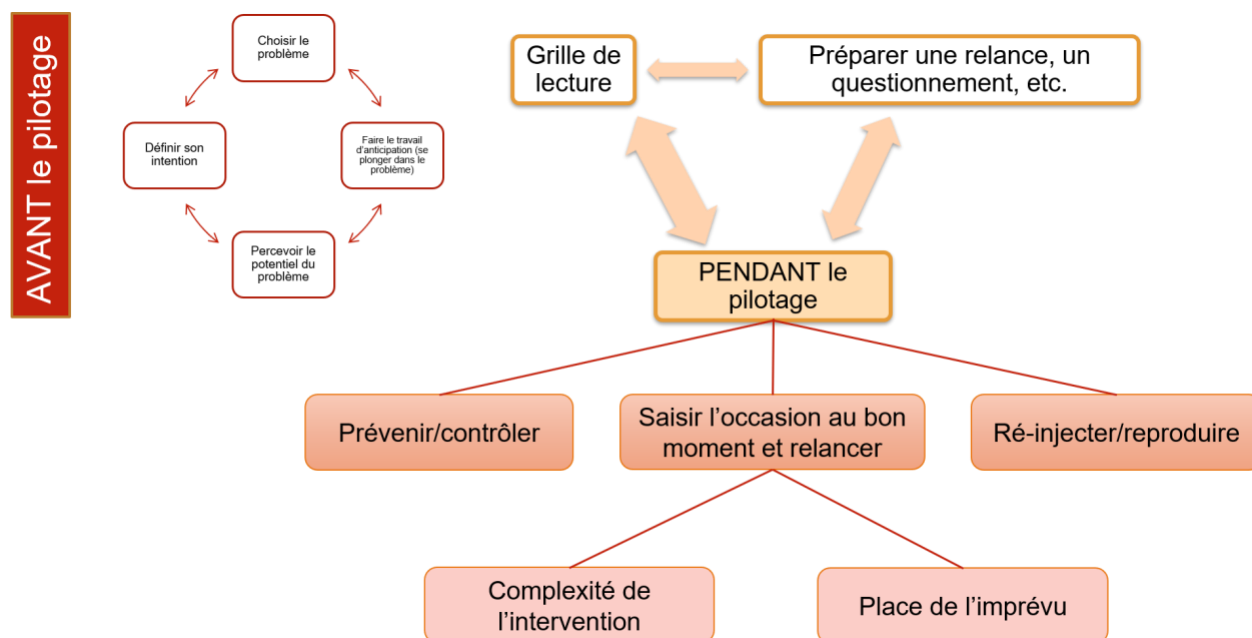 AVANT le pilotage
Choisir le
problème
Définir son
intention
Faire le travail
d'anticipation (se
plonger dans le
problème)
Percevoir le
potentiel du
problème
Grille de
lecture
Préparer une relance, un
questionnement, etc.
PENDANT le
pilotage
Prévenir/contrôler
Saisir l’occasion au bon
moment et relancer
Ré-injecter/reproduire
Complexité de
l’intervention
Place de l’imprévu